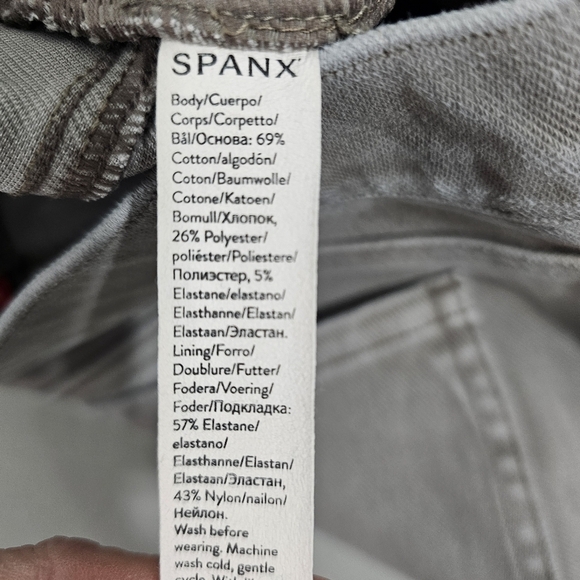 SPANX
Body/Cuerpo/
Corps/Corpetto/
Bål/Основа: 69%
Cotton/algodón/
Coton/Baumwolle/
Cotone/Katoen/
Bomull/Хлопок,
26% Polyester/
poliéster/Poliestere/
Полиэстер, 5%
Elastane/elastano/
Elasthanne/Elastan/
Elastaan/Эластан.
Lining/Forro/
Doublure/Futter/
Fodera/Voering/
Foder/Подкладка:
57% Elastane/
elastano/
Elasthanne/Elastan/
Elastaan/Эластан,
43% Nylon/nailon/
Нейлон.
Wash before
wearing. Machine
wash cold, gentle